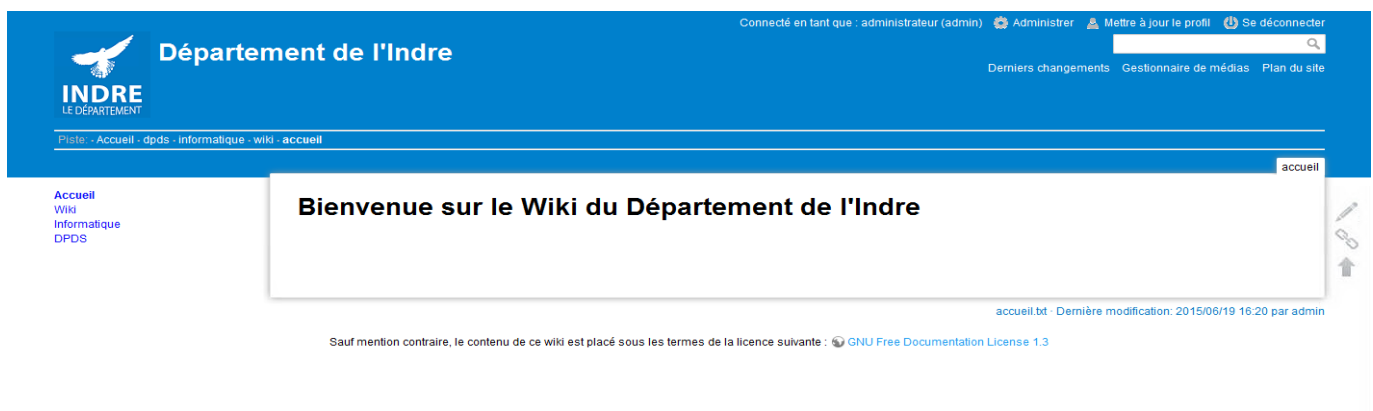 Connecté en tant que : administrateur (admin) Administrer Mettre à jour le profil Se déconnecter
Département de l'Indre
Derniers changements Gestionnaire de médias Plan du site
INDRE
LE DÉPARTEMENT
Piste: · Accueil · dpds · informatique · wiki · accueil
accueil
Accueil
Wiki
Informatique
DPDS
Bienvenue sur le Wiki du Département de l'Indre
accueil.txt · Dernière modification: 2015/06/19 16:20 par admin
Sauf mention contraire, le contenu de ce wiki est placé sous les termes de la licence suivante : GNU Free Documentation License 1.3